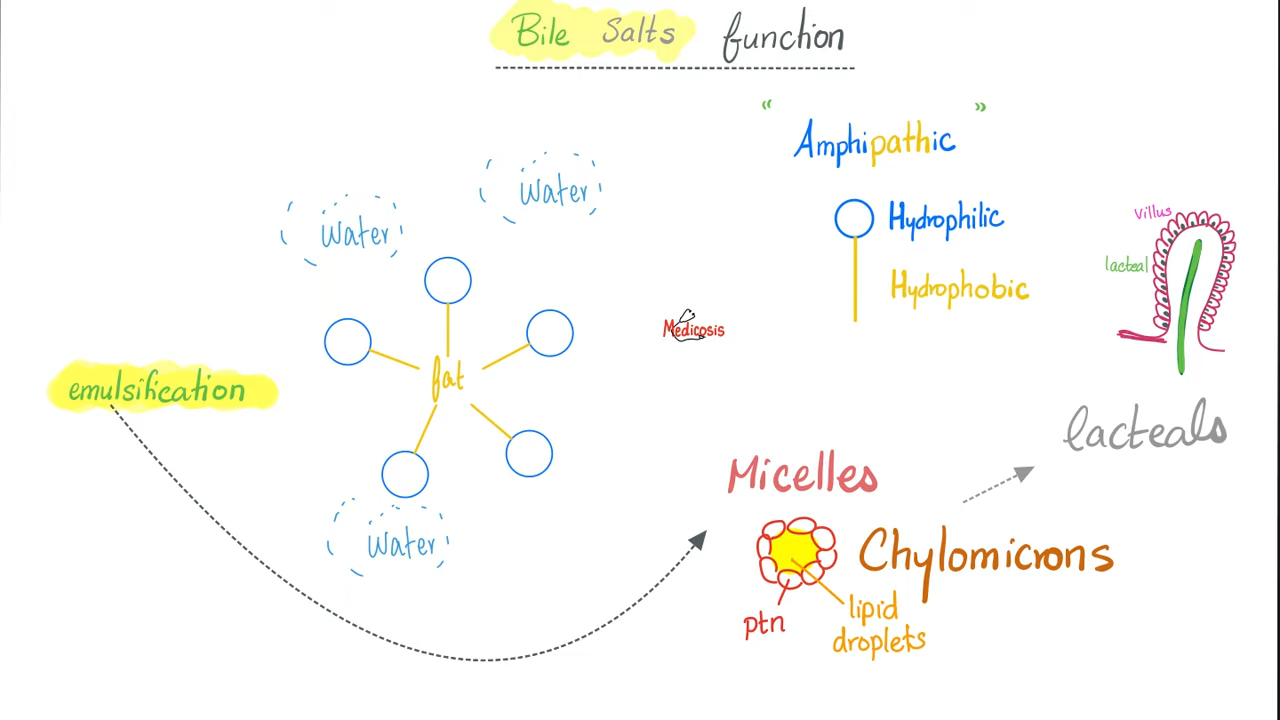 Bile Salts function
" Amphipathic "
Water
Water
Hydrophilic
Hydrophobic
villus
lacteal
Medicosis
fat
emulsification
Water
lacteals
Micelles
Chylomicrons
ptn
lipid
droplets